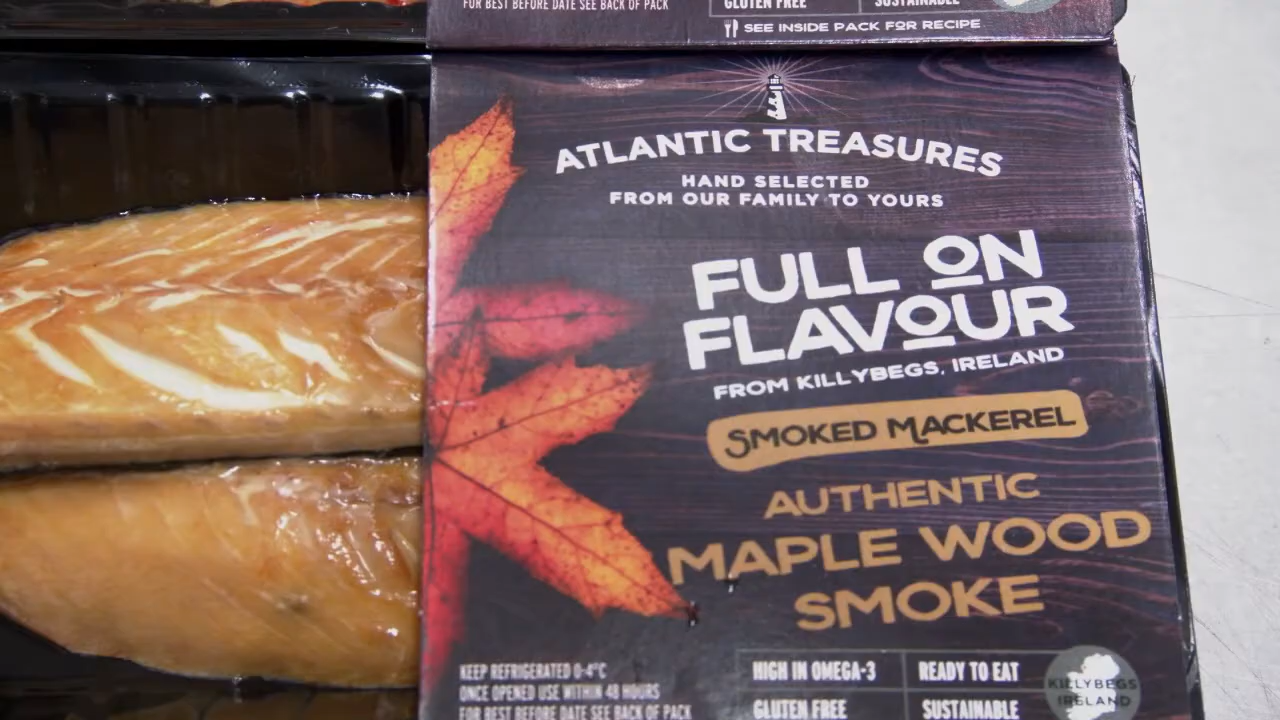 FOR BEST BEFORE DATE SEE BACK OF PACK
GLUTEN FREE
SUSTAINABLE
SEE INSIDE PACK FOR RECIPE
ATLANTIC TREASURES
HAND SELECTED
FROM OUR FAMILY TO YOURS
FULL ON
FLAVOUR
FROM KILLYBEGS, IRELAND
SMOKED MACKEREL
AUTHENTIC
MAPLE WOOD
SMOKE
KEEP REFRIGERATED 0-4°C
ONCE OPENED USE WITHIN 48 HOURS
FOR BEST BEFORE DATE SEE BACK OF PACK
HIGH IN OMEGA-3
READY TO EAT
GLUTEN FREE
SUSTAINABLE
KILLYBEGS
IRELAND